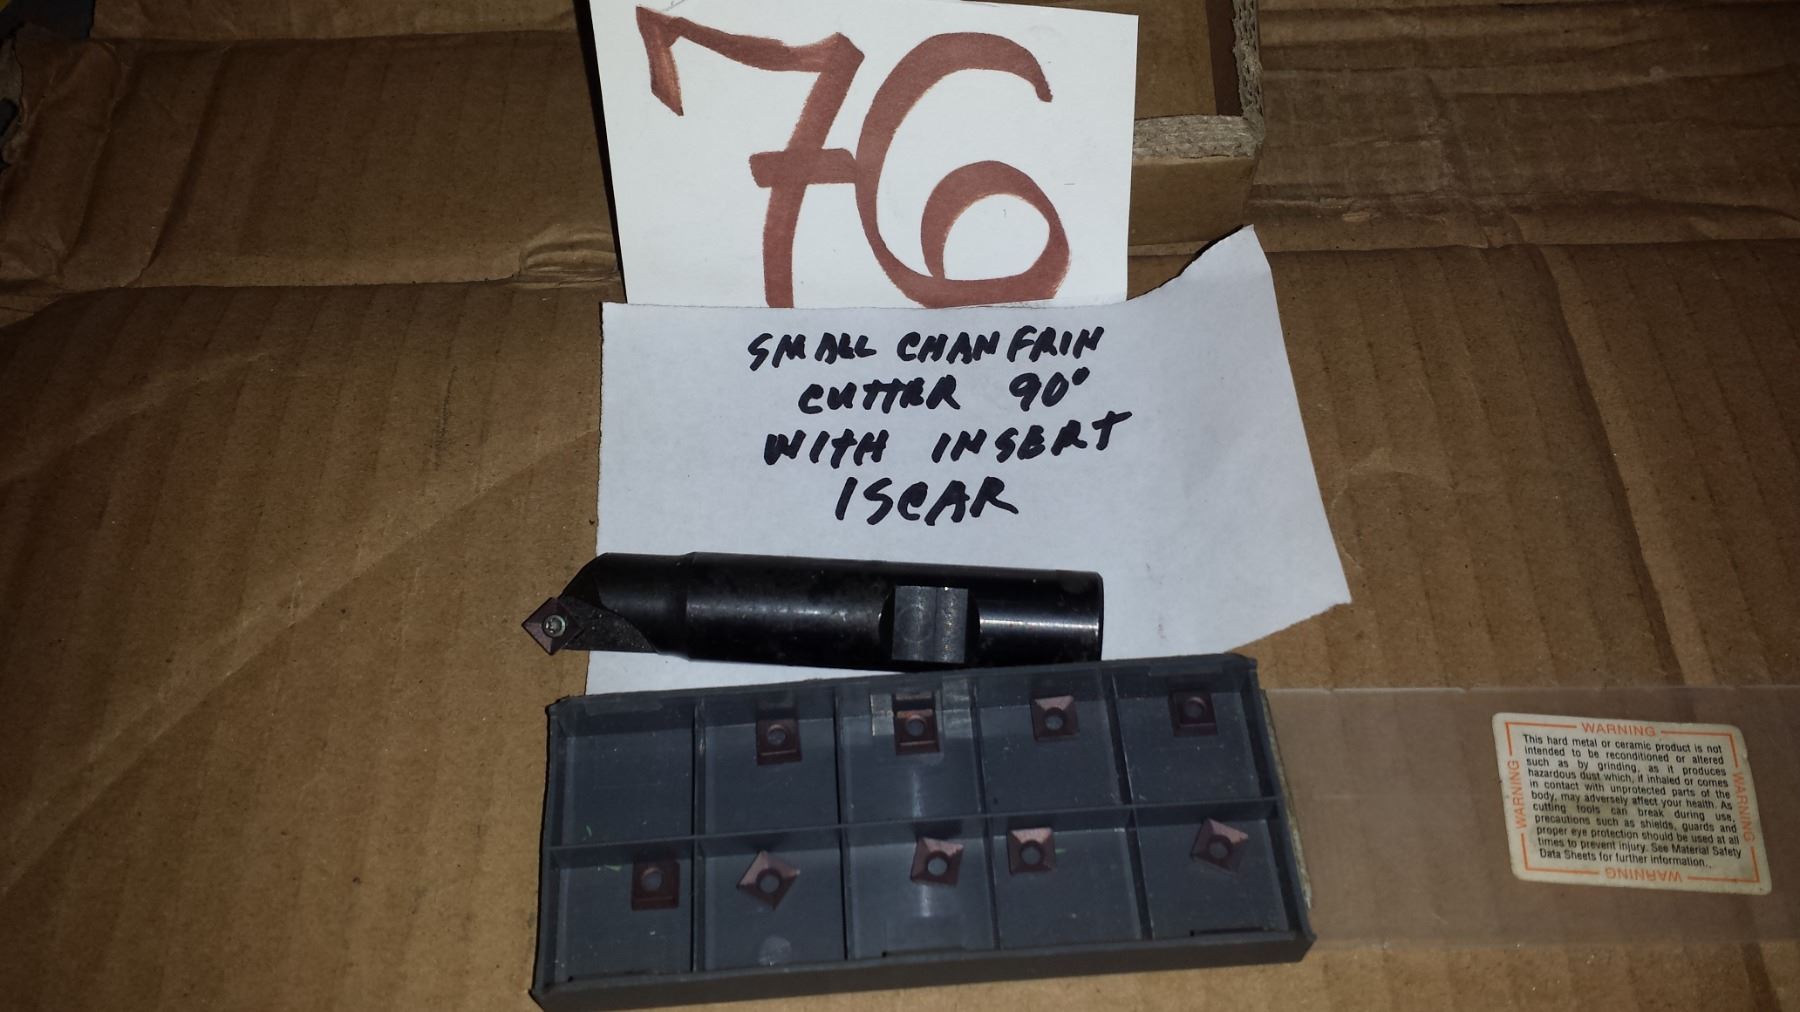 76
SMALL CHANFRIN
CUTTER 90°
WITH INSERT
ISCAR
WARNING
WARNING
This hard metal or ceramic product is not
intended to be reconditioned or altered
such as by grinding, as it produces
hazardous dust which, if inhaled or comes
in contact with unprotected parts of the
body, may adversely affect your health. As
cutting tools can break during use,
precautions such as shields, guards and
proper eye protection should be used at all
times to prevent injury. See Material Safety
Data Sheets for further information..
WARNING
WARNING